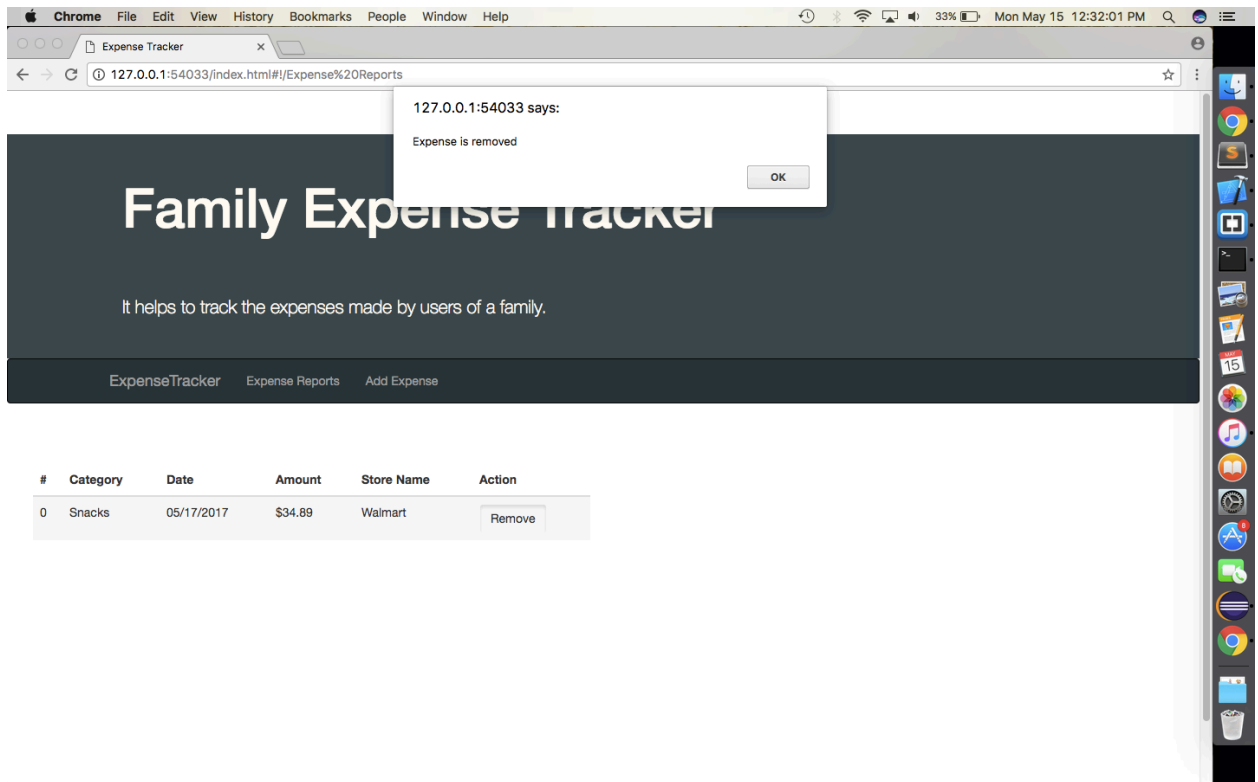 Chrome File Edit View History Bookmarks People Window Help 33% Mon May 15 12:32:01 PM
Expense Tracker
127.0.0.1:54033/index.html#!/Expense%20Reports
127.0.0.1:54033 says:
Expense is removed
OK
Family Expense Tracker
It helps to track the expenses made by users of a family.
ExpenseTracker Expense Reports Add Expense
# Category Date Amount Store Name Action
0 Snacks 05/17/2017 $34.89 Walmart Remove
S
>_
MAY
15
8